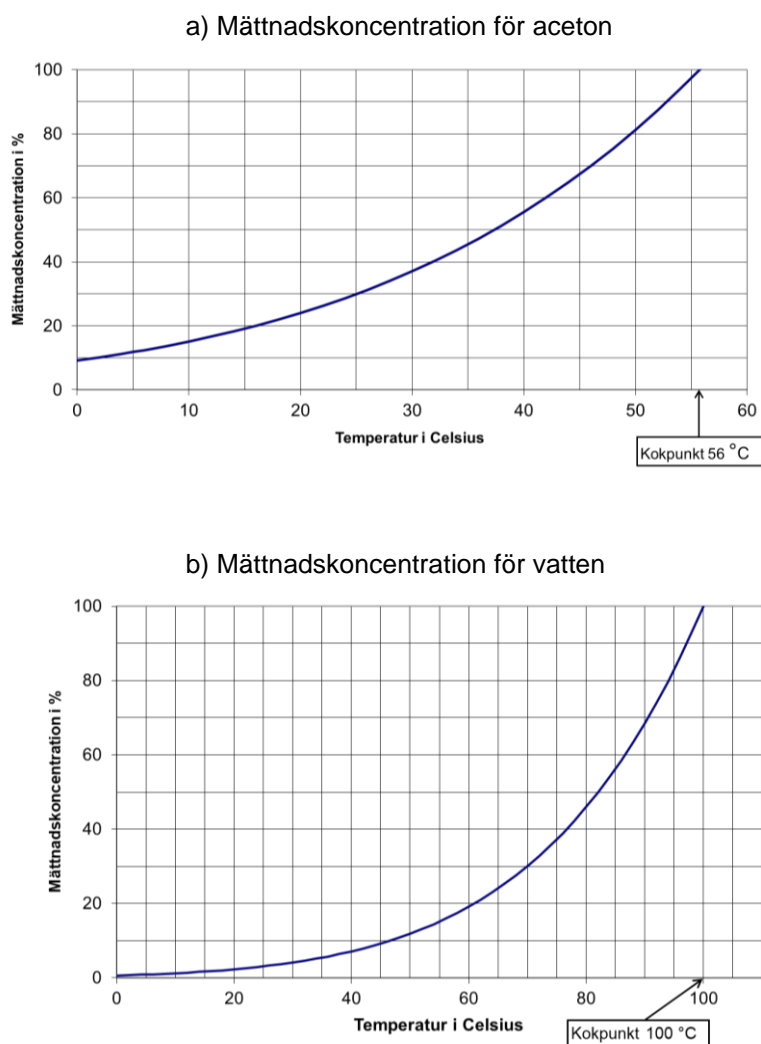 a) Mättnadskoncentration för aceton
Mättnadskoncentration i %
100
80
60
40
20
0
0 10 20 30 40 50 60
Temperatur i Celsius
Kokpunkt 56 °C
b) Mättnadskoncentration för vatten
Mättnadskoncentration i %
100
80
60
40
20
0
0 20 40 60 80 100
Temperatur i Celsius
Kokpunkt 100 °C